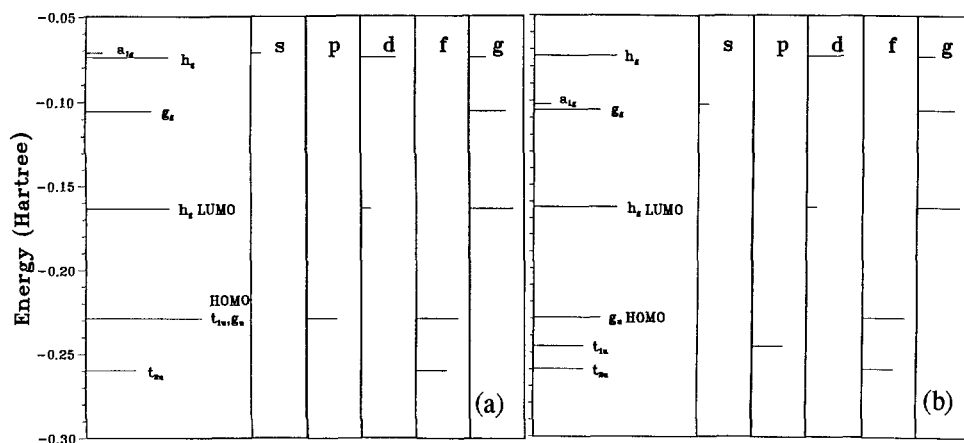 Energy (Hartree)
−0.05
−0.10
−0.15
−0.20
−0.25
−0.30
s p d f g
a1g
hg
gg
hg LUMO
HOMO
t1u,gu
t2u
(a)
s p d f g
hg
a1g
gg
hg LUMO
gu HOMO
t1u
t2u
(b)